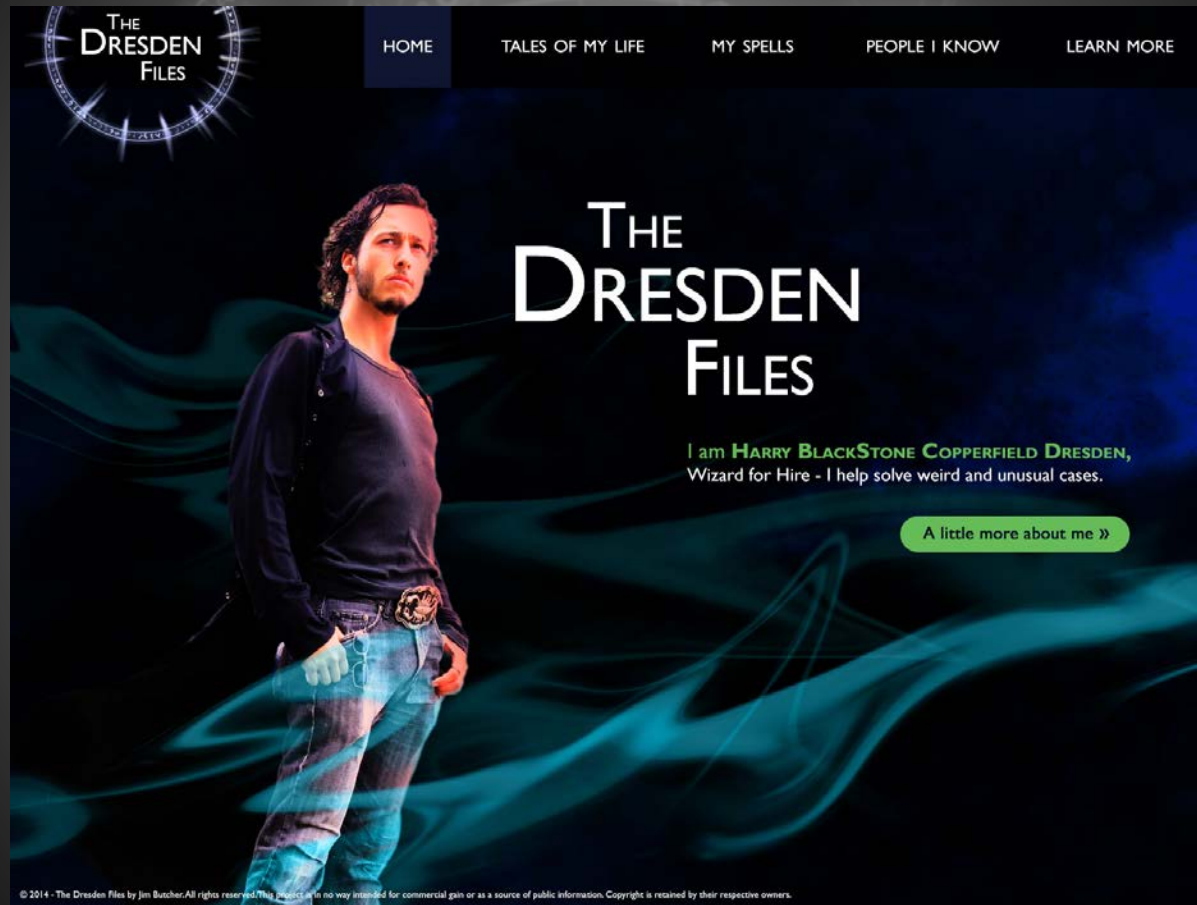 THE
DRESDEN
FILES
HOME
TALES OF MY LIFE
MY SPELLS
PEOPLE I KNOW
LEARN MORE
THE
DRESDEN
FILES
I am HARRY BLACKSTONE COPPERFIELD DRESDEN,
Wizard for Hire - I help solve weird and unusual cases.
A little more about me »
© 2014 - The Dresden Files by Jim Butcher. All rights reserved. This project is in no way intended for commercial gain or as a source of public information. Copyright is retained by their respective owners.